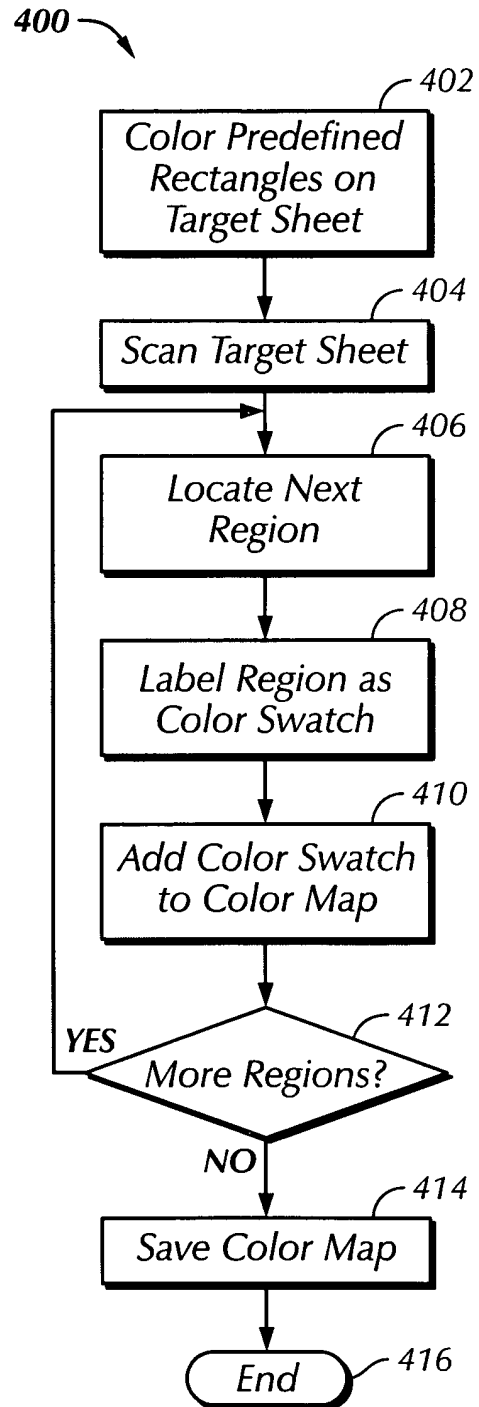 400
402
Color Predefined
Rectangles on
Target Sheet
404
Scan Target Sheet
406
Locate Next
Region
408
Label Region as
Color Swatch
410
Add Color Swatch
to Color Map
412
YES
More Regions?
NO
414
Save Color Map
End
416